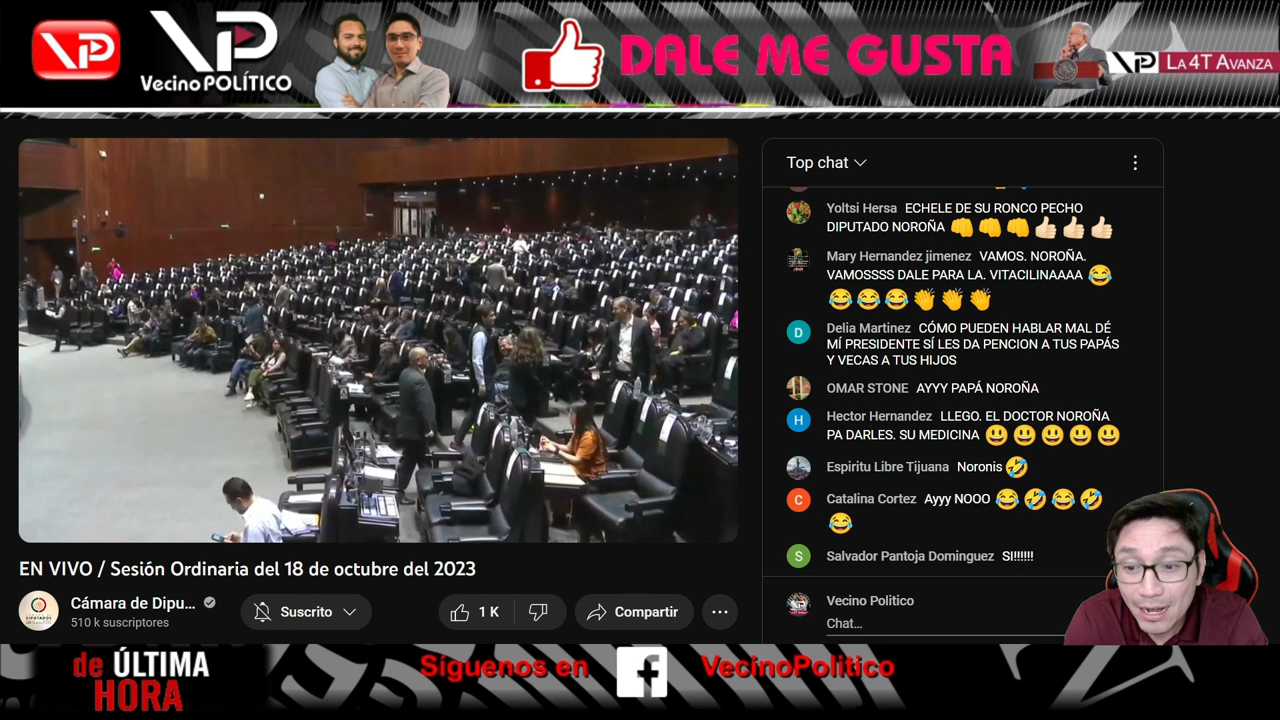 VP
VP
Vecino POLÍTICO
DALE ME GUSTA
VP LA 4T AVANZA
Top chat
Yoltsi Hersa ECHELE DE SU RONCO PECHO
DIPUTADO NOROÑA 👊👊👊👍🏻👍🏻👍🏻
Mary Hernandez jimenez VAMOS. NOROÑA.
VAMOSSSS DALE PARA LA. VITACILINAAAA 😂
😂😂😂👏👏👏
Delia Martinez CÓMO PUEDEN HABLAR MAL DÉ
MÍ PRESIDENTE SÍ LES DA PENCION A TUS PAPÁS
Y VECAS A TUS HIJOS
OMAR STONE AYYY PAPÁ NOROÑA
H Hector Hernandez LLEGO. EL DOCTOR NOROÑA
PA DARLES. SU MEDICINA 😃😃😃😃😃
Espiritu Libre Tijuana Noronis 🤣
C Catalina Cortez Ayyy NOOO 😂🤣😂🤣
😂
S Salvador Pantoja Dominguez SI!!!!!!
Vecino Politico
Chat...
EN VIVO / Sesión Ordinaria del 18 de octubre del 2023
Cámara de Dipu...
510 k suscriptores
Suscrito
1 K
Compartir
de ÚLTIMA
HORA
Síguenos en
f
VecinoPolitico